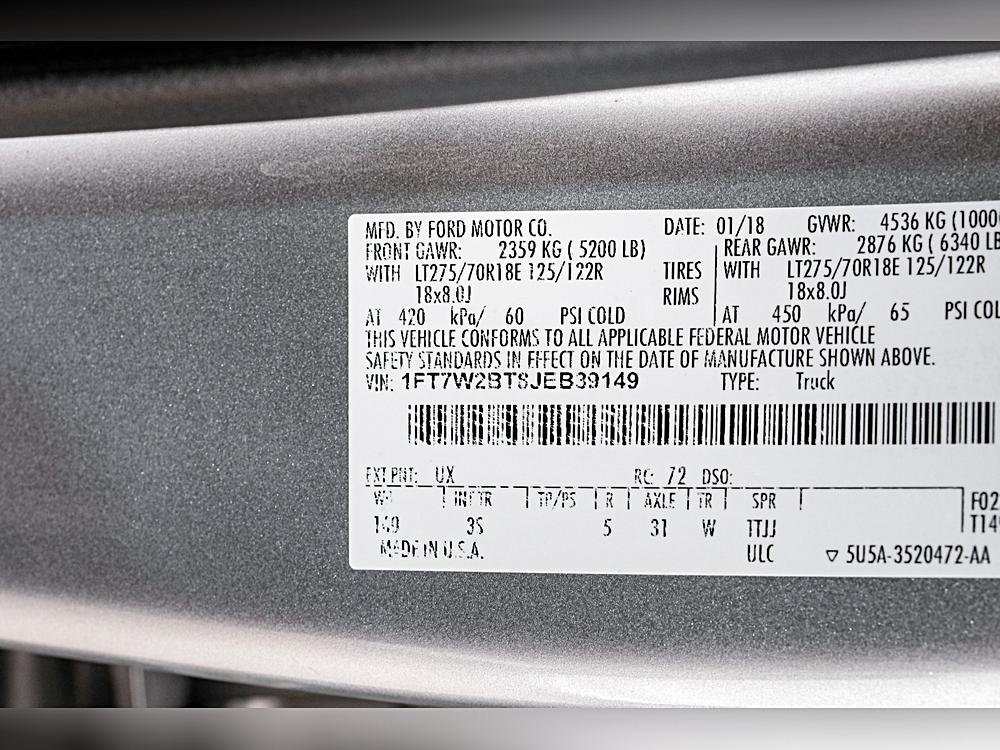 MFD. BY FORD MOTOR CO. DATE: 01/18 GVWR: 4536 KG (10000
FRONT GAWR: 2359 KG ( 5200 LB) REAR GAWR: 2876 KG ( 6340 LB
WITH LT275/70R18E 125/122R TIRES WITH LT275/70R18E 125/122R
18x8.0J RIMS 18x8.0J
AT 420 kPa/ 60 PSI COLD AT 450 kPa/ 65 PSI COL
THIS VEHICLE CONFORMS TO ALL APPLICABLE FEDERAL MOTOR VEHICLE
SAFETY STANDARDS IN EFFECT ON THE DATE OF MANUFACTURE SHOWN ABOVE.
VIN: 1FT7W2BT8JEB39149 TYPE: Truck
EXT PNT: UX RC: 72 DSO:
WB INT TR TP/PS R AXLE TR SPR F02
35 5 31 W TTJJ T149
MADE IN U.S.A. ULC ▽ 5U5A-3520472-AA